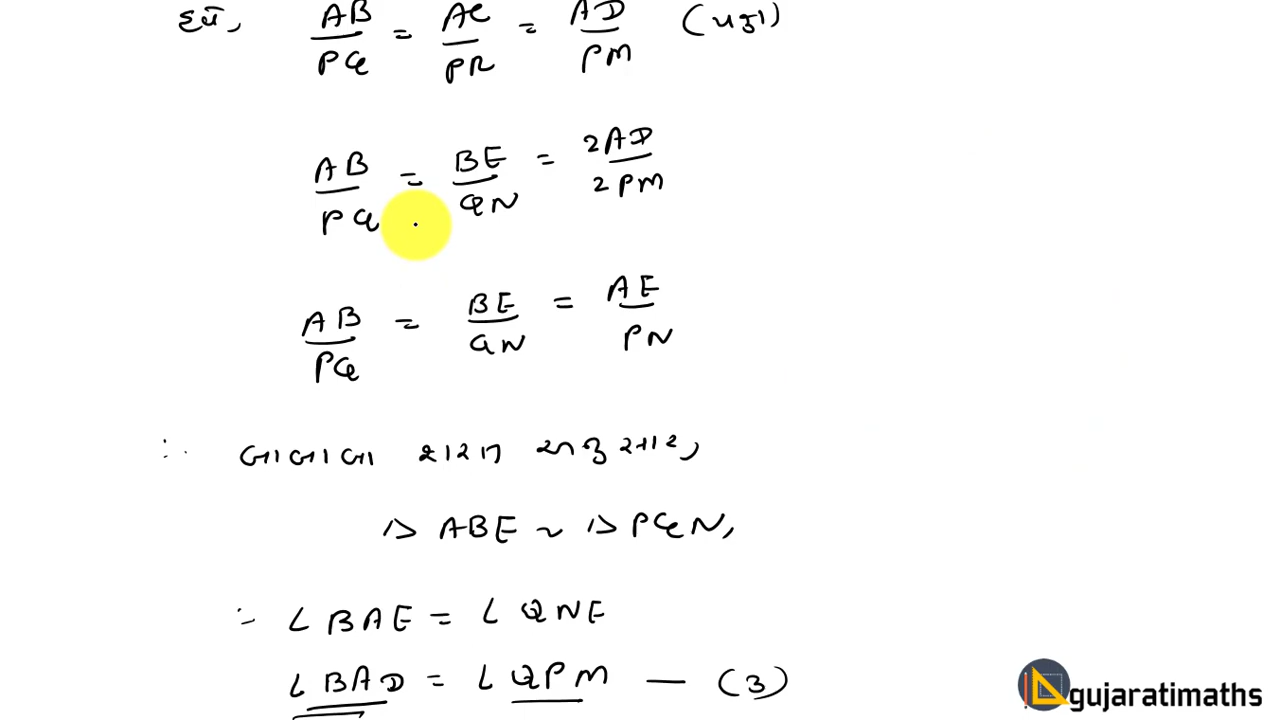 હવે, AB/PQ = AC/PR = AD/PM (પક્ષ)
AB/PQ = BE/QN = 2AD/2PM
AB/PQ = BE/QN = AE/PN
∴ બાબાબા શરત અનુસાર,
△ ABE ~ △ PQN,
∴ ∠BAE = ∠QNE
∠BAD = ∠QPM — (3)
gujaratimaths